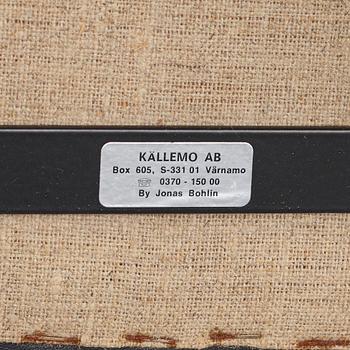 KÄLLEMO AB
Box 605, S-331 01 Värnamo
☏ 0370 - 150 00
By Jonas Bohlin